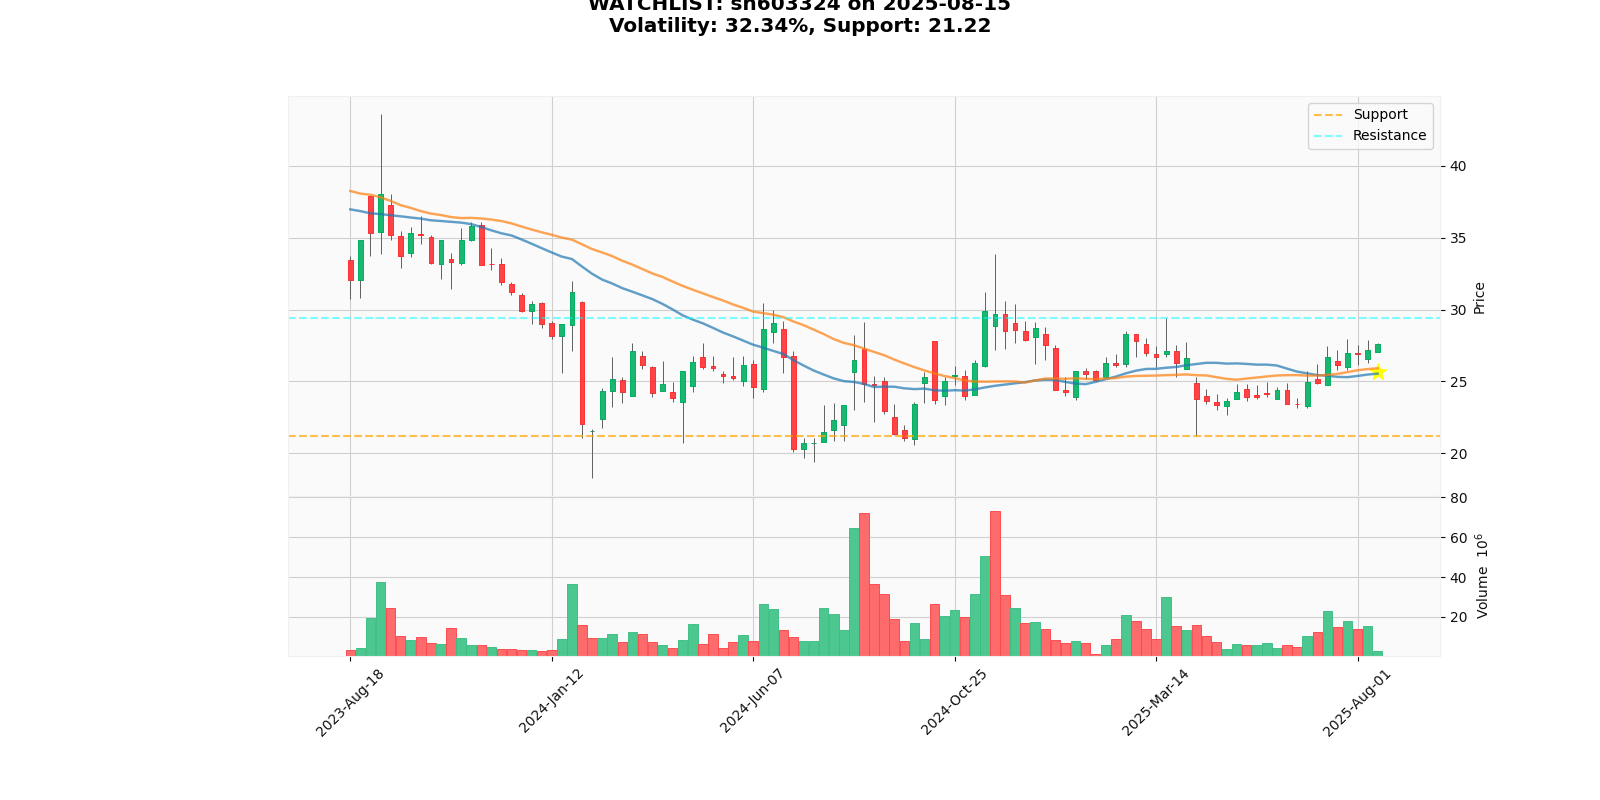 WATCHLIST: sh603324 on 2025-08-15
Volatility: 32.34%, Support: 21.22
Support
Resistance
40
35
30
25
20
Price
80
60
40
20
Volume 10^6
2023-Aug-18
2024-Jan-12
2024-Jun-07
2024-Oct-25
2025-Mar-14
2025-Aug-01